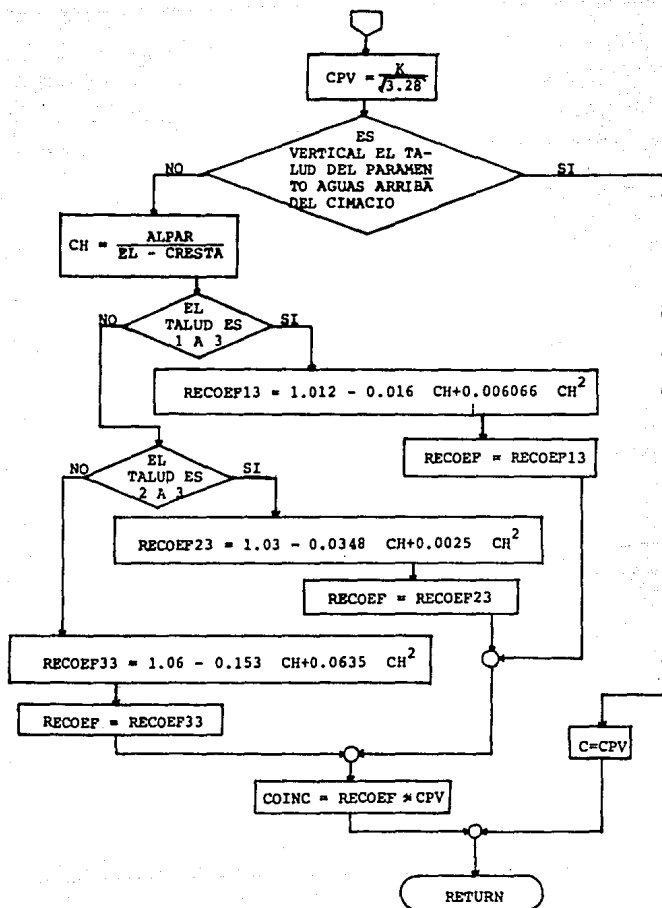 CPV = K / √3.28
ES
VERTICAL EL TA-
LUD DEL PARAMEN
TO AGUAS ARRIBA
DEL CIMACIO
NO
SI
CH = ALPAR / EL - CRESTA
EL
TALUD ES
1 A 3
NO
SI
RECOEF13 = 1.012 - 0.016 CH+0.006066 CH²
RECOEF = RECOEF13
EL
TALUD ES
2 A 3
NO
SI
RECOEF23 = 1.03 - 0.0348 CH+0.0025 CH²
RECOEF = RECOEF23
RECOEF33 = 1.06 - 0.153 CH+0.0635 CH²
RECOEF = RECOEF33
C=CPV
COINC = RECOEF * CPV
RETURN